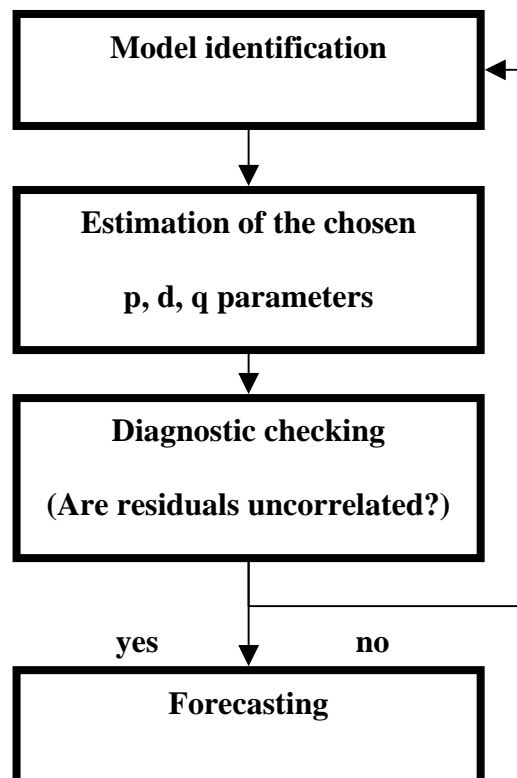 Model identification
Estimation of the chosen
p, d, q parameters
Diagnostic checking
(Are residuals uncorrelated?)
yes no
Forecasting